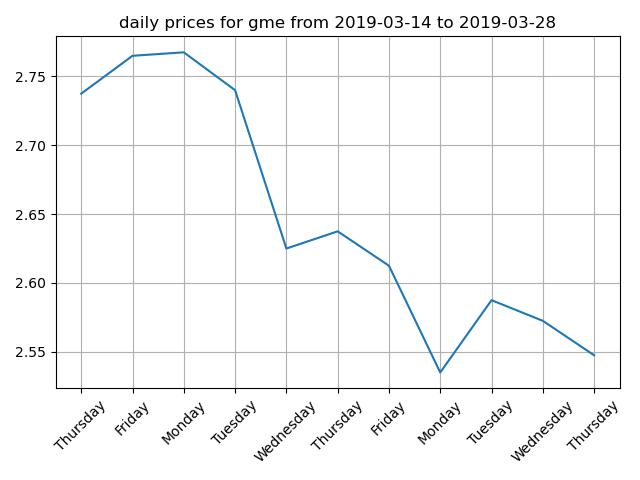 daily prices for gme from 2019-03-14 to 2019-03-28
2.75
2.70
2.65
2.60
2.55
Thursday
Friday
Monday
Tuesday
Wednesday
Thursday
Friday
Monday
Tuesday
Wednesday
Thursday